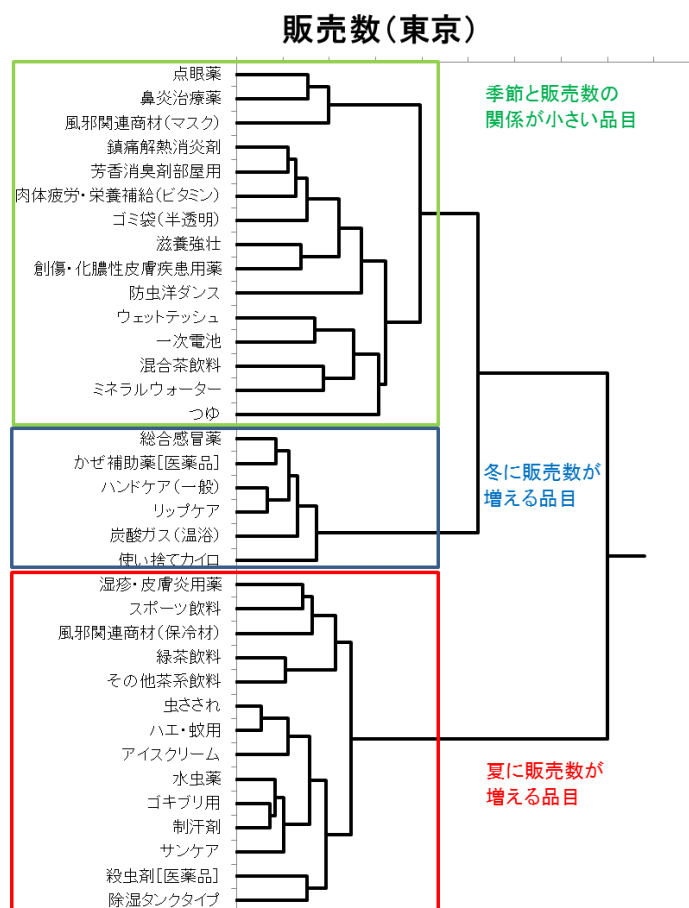 販売数（東京）
点眼薬
鼻炎治療薬
風邪関連商材（マスク）
鎮痛解熱消炎剤
芳香消臭剤部屋用
肉体疲労・栄養補給（ビタミン）
ゴミ袋（半透明）
滋養強壮
創傷・化膿性皮膚疾患用薬
防虫洋ダンス
ウェットテッシュ
一次電池
混合茶飲料
ミネラルウォーター
つゆ
季節と販売数の
関係が小さい品目
総合感冒薬
かぜ補助薬[医薬品]
ハンドケア（一般）
リップケア
炭酸ガス（温浴）
使い捨てカイロ
冬に販売数が
増える品目
湿疹・皮膚炎用薬
スポーツ飲料
風邪関連商材（保冷材）
緑茶飲料
その他茶系飲料
虫さされ
ハエ・蚊用
アイスクリーム
水虫薬
ゴキブリ用
制汗剤
サンケア
殺虫剤[医薬品]
除湿タンクタイプ
夏に販売数が
増える品目